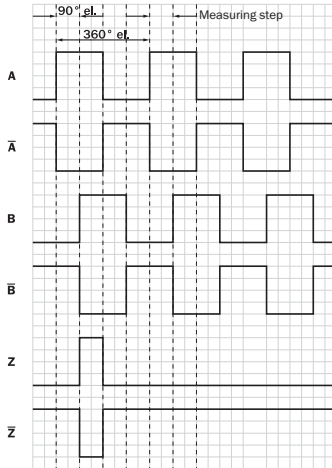 90° el.
Measuring step
360° el.
A
A̅
B
B̅
Z
Z̅